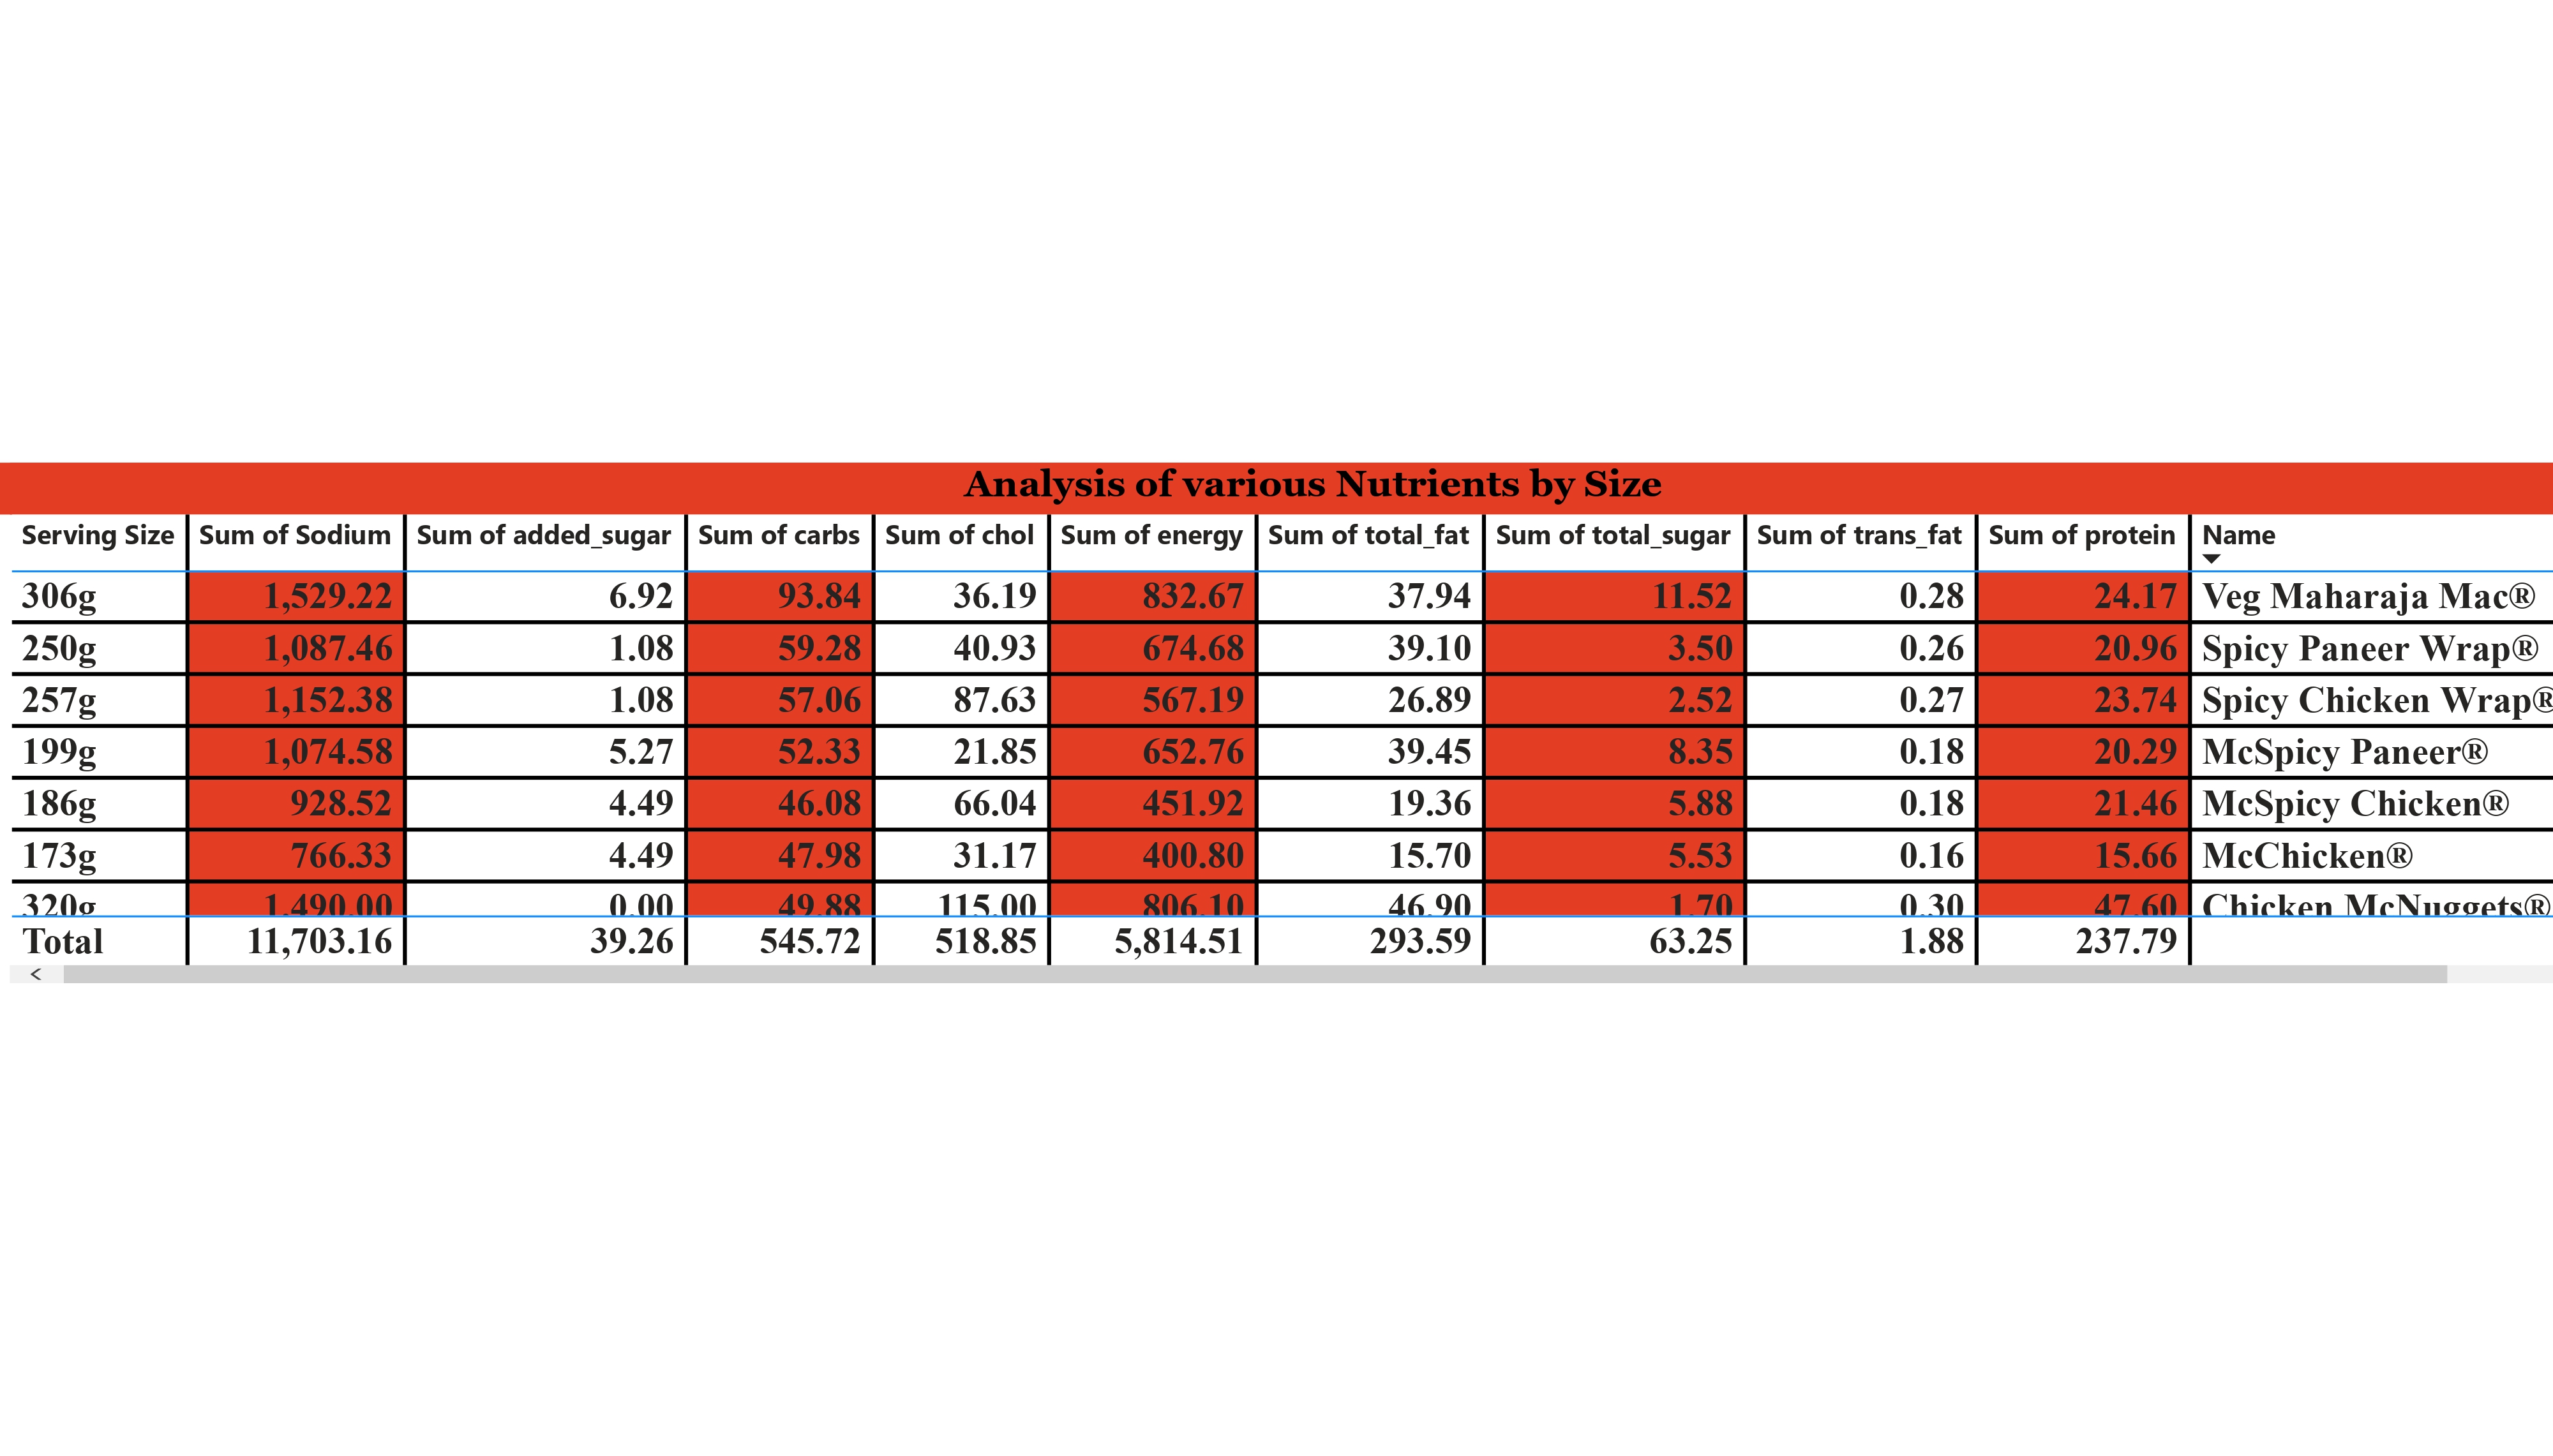 Analysis of various Nutrients by Size
Serving Size Sum of Sodium Sum of added_sugar Sum of carbs Sum of chol Sum of energy Sum of total_fat Sum of total_sugar Sum of trans_fat Sum of protein Name
306g 1,529.22 6.92 93.84 36.19 832.67 37.94 11.52 0.28 24.17 Veg Maharaja Mac®
250g 1,087.46 1.08 59.28 40.93 674.68 39.10 3.50 0.26 20.96 Spicy Paneer Wrap®
257g 1,152.38 1.08 57.06 87.63 567.19 26.89 2.52 0.27 23.74 Spicy Chicken Wrap®
199g 1,074.58 5.27 52.33 21.85 652.76 39.45 8.35 0.18 20.29 McSpicy Paneer®
186g 928.52 4.49 46.08 66.04 451.92 19.36 5.88 0.18 21.46 McSpicy Chicken®
173g 766.33 4.49 47.98 31.17 400.80 15.70 5.53 0.16 15.66 McChicken®
320g 1,490.00 0.00 49.88 115.00 806.10 46.90 1.70 0.30 47.60 Chicken McNuggets®
Total 11,703.16 39.26 545.72 518.85 5,814.51 293.59 63.25 1.88 237.79